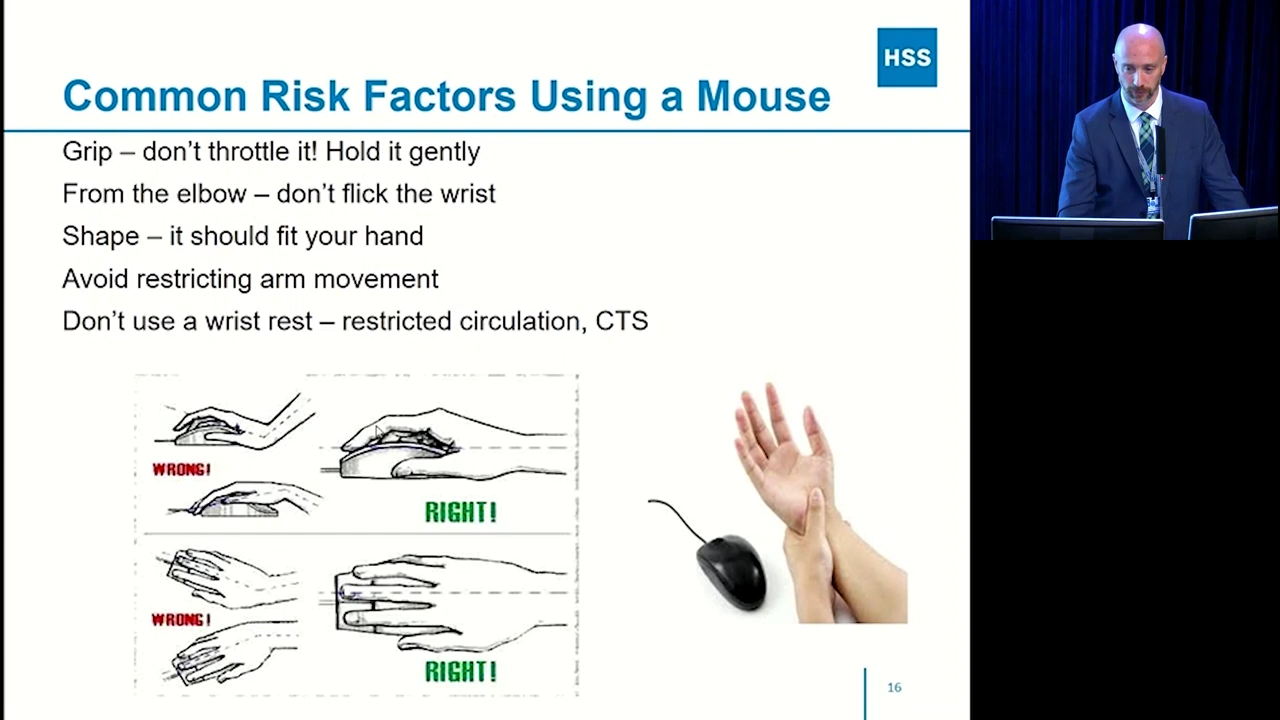 HSS
Common Risk Factors Using a Mouse
Grip – don’t throttle it! Hold it gently
From the elbow – don’t flick the wrist
Shape – it should fit your hand
Avoid restricting arm movement
Don’t use a wrist rest – restricted circulation, CTS
WRONG!
RIGHT!
WRONG!
RIGHT!
16